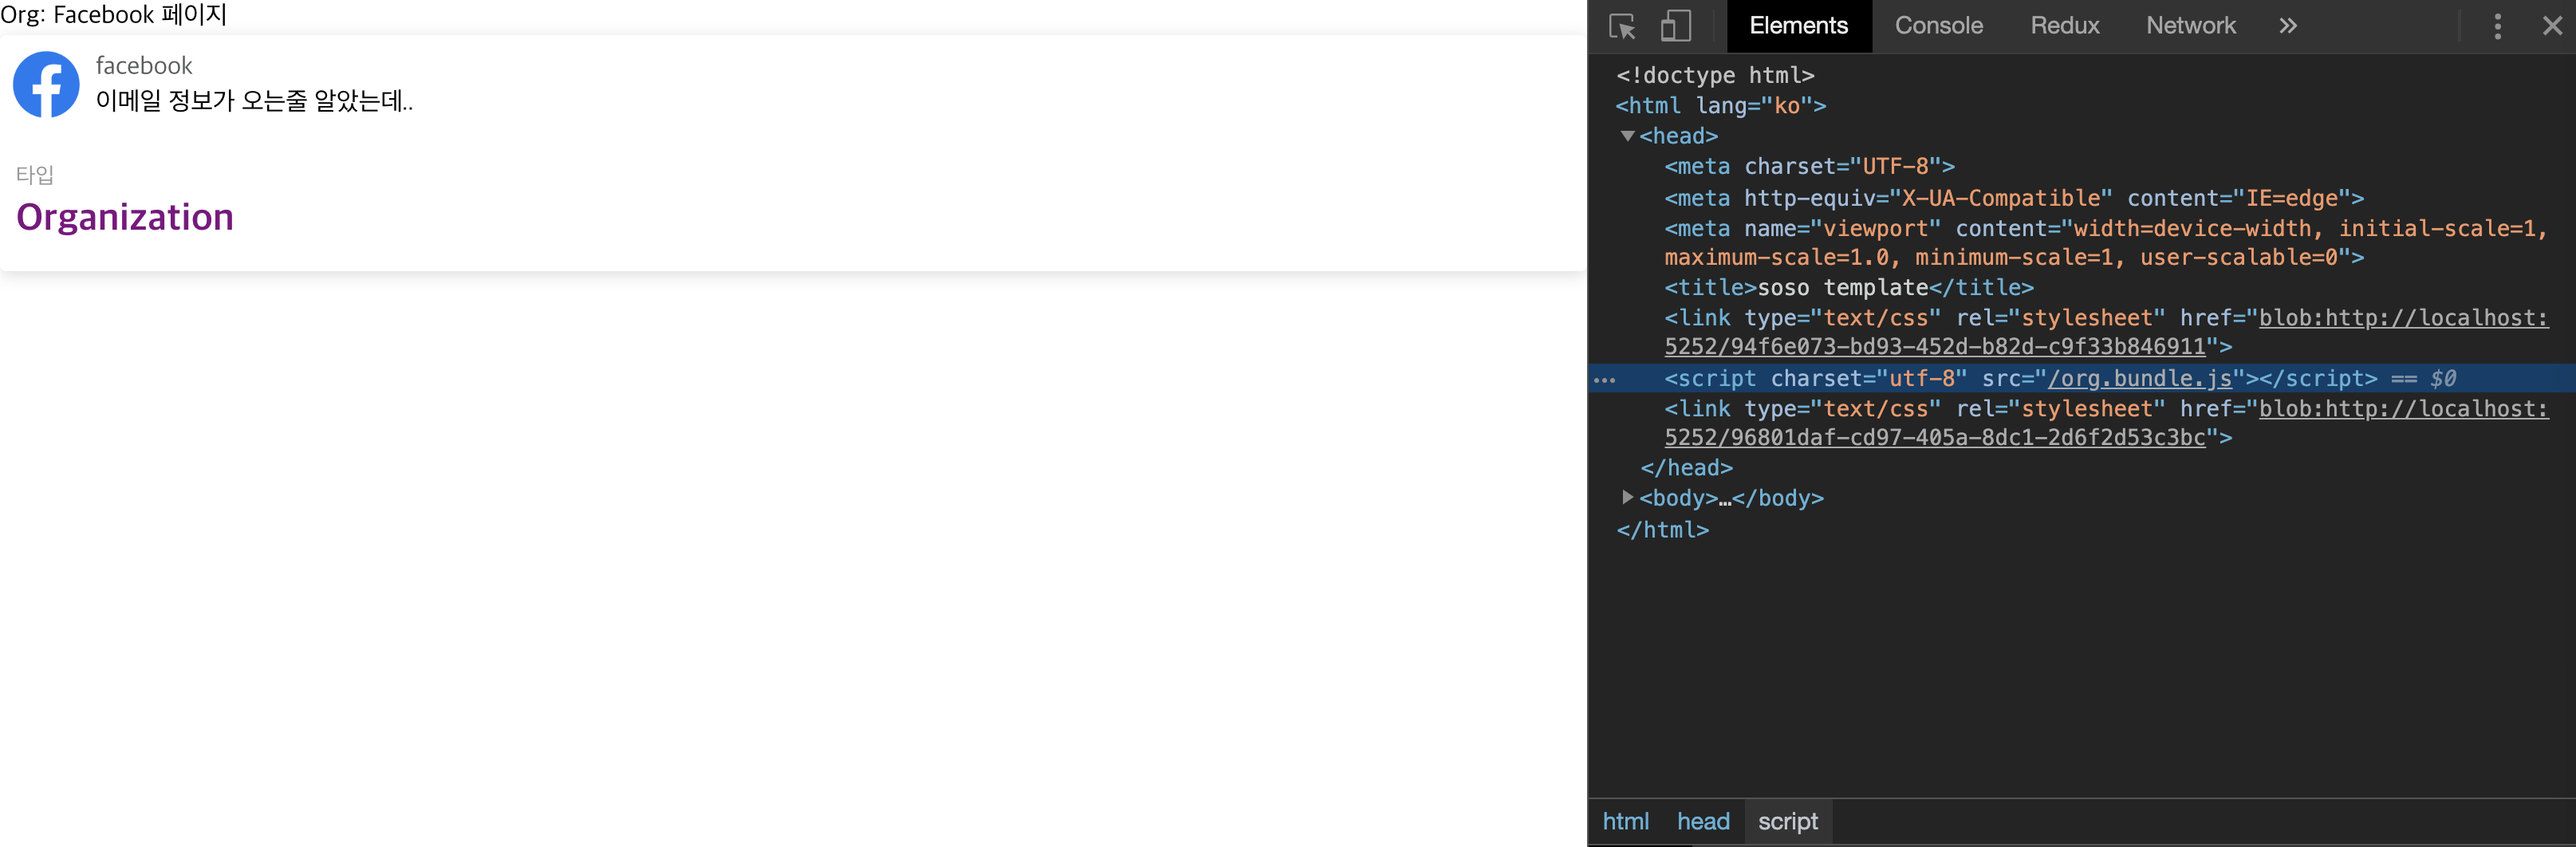 Org: Facebook 페이지
facebook
이메일 정보가 오는줄 알았는데..
타입
Organization
Elements Console Redux Network »
<!doctype html>
<html lang="ko">
▼<head>
<meta charset="UTF-8">
<meta http-equiv="X-UA-Compatible" content="IE=edge">
<meta name="viewport" content="width=device-width, initial-scale=1,
maximum-scale=1.0, minimum-scale=1, user-scalable=0">
<title>soso template</title>
<link type="text/css" rel="stylesheet" href="blob:http://localhost:
5252/94f6e073-bd93-452d-b82d-c9f33b846911">
<script charset="utf-8" src="/org.bundle.js"></script> == $0
<link type="text/css" rel="stylesheet" href="blob:http://localhost:
5252/96801daf-cd97-405a-8dc1-2d6f2d53c3bc">
</head>
▶<body>…</body>
</html>
html head script